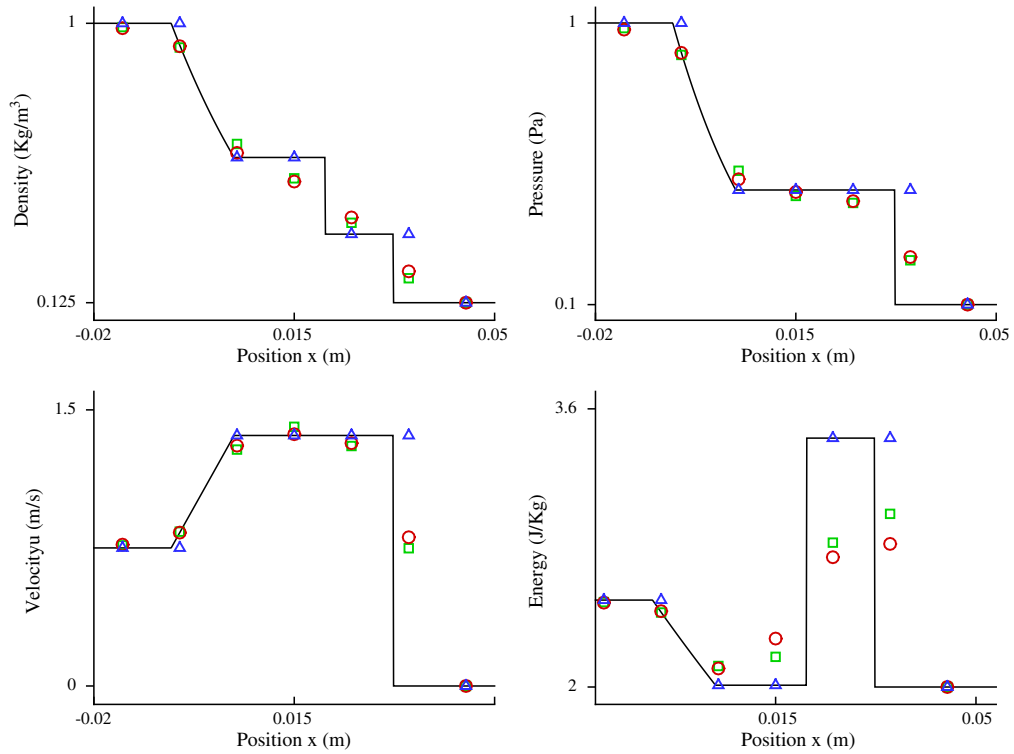 1
Density (Kg/m³)
0.125
-0.02
0.015
0.05
Position x (m)
1
Pressure (Pa)
0.1
-0.02
0.015
0.05
Position x (m)
1.5
Velocityu (m/s)
0
-0.02
0.015
0.05
Position x (m)
3.6
Energy (J/Kg)
2
0.015
0.05
Position x (m)